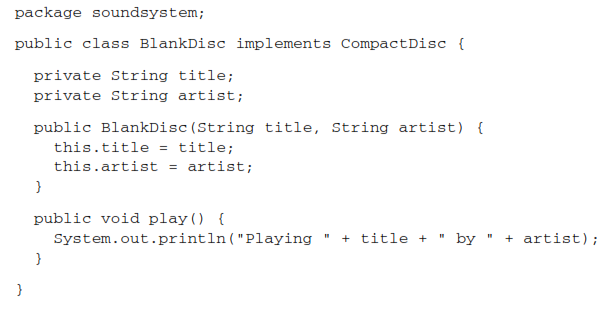 package soundsystem;
public class BlankDisc implements CompactDisc {
private String title;
private String artist;
public BlankDisc(String title, String artist) {
this.title = title;
this.artist = artist;
}
public void play() {
System.out.println("Playing " + title + " by " + artist);
}
}